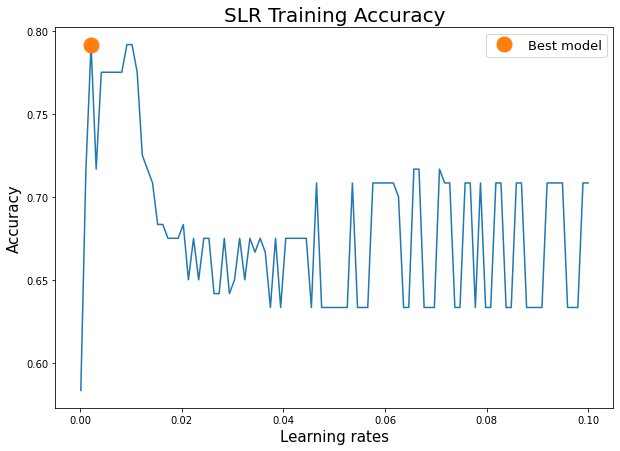 SLR Training Accuracy
Best model
0.80
0.75
0.70
0.65
0.60
Accuracy
0.00 0.02 0.04 0.06 0.08 0.10
Learning rates